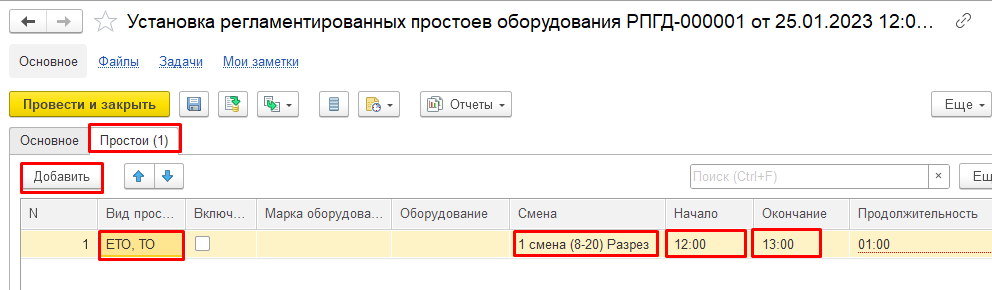 Установка регламентированных простоев оборудования РПГД-000001 от 25.01.2023 12:0...
Основное Файлы Задачи Мои заметки
Провести и закрыть Отчеты Еще
Основное Простои (1)
Добавить Поиск (Ctrl+F) × Ещ
N Вид прос... Включ... Марка оборудова... Оборудование Смена Начало Окончание Продолжительность
1 ЕТО, ТО 1 смена (8-20) Разрез 12:00 13:00 01:00